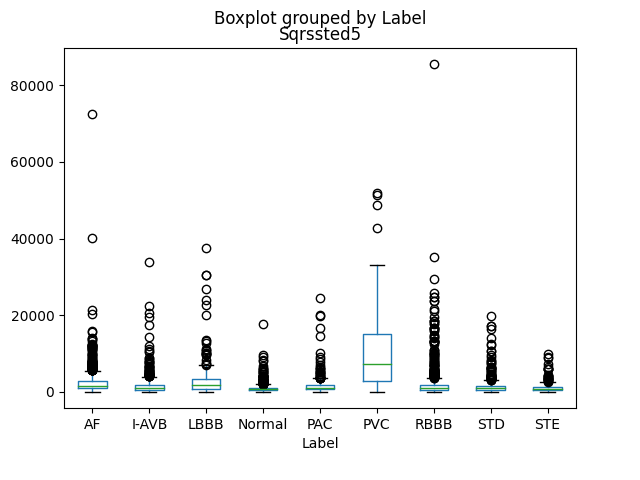 Boxplot grouped by Label
Sqrssted5
80000
60000
40000
20000
0
AF I-AVB LBBB Normal PAC PVC RBBB STD STE
Label